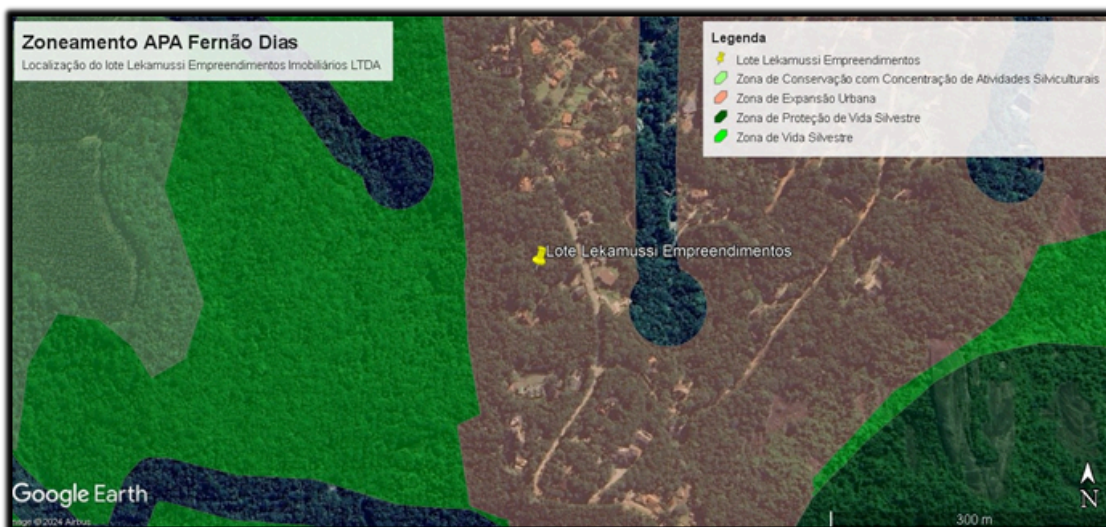 Zoneamento APA Fernão Dias
Localização do lote Lekamussi Empreendimentos Imobiliários LTDA
Legenda
Lote Lekamussi Empreendimentos
Zona de Conservação com Concentração de Atividades Silviculturais
Zona de Expansão Urbana
Zona de Proteção de Vida Silvestre
Zona de Vida Silvestre
Lote Lekamussi Empreendimentos
Google Earth
© 2024 Airbus
300 m
N